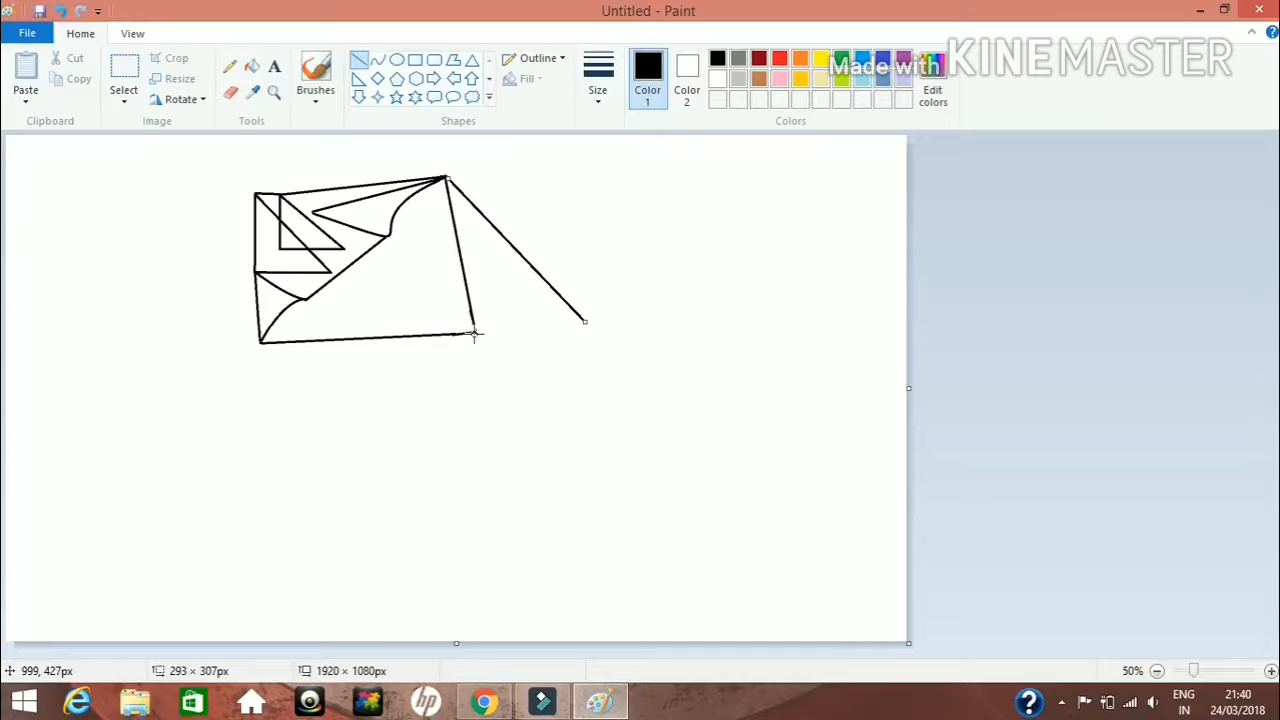 Untitled - Paint
File Home View
Paste
Cut
Copy
Select
Crop
Resize
Rotate
Brushes
Outline
Fill
Size
Color 1
Color 2
Edit colors
Clipboard Image Tools Shapes Colors
Made with KINEMASTER
999, 427px 293 × 307px 1920 × 1080px 50%
hp
ENG 21:40
IN 24/03/2018